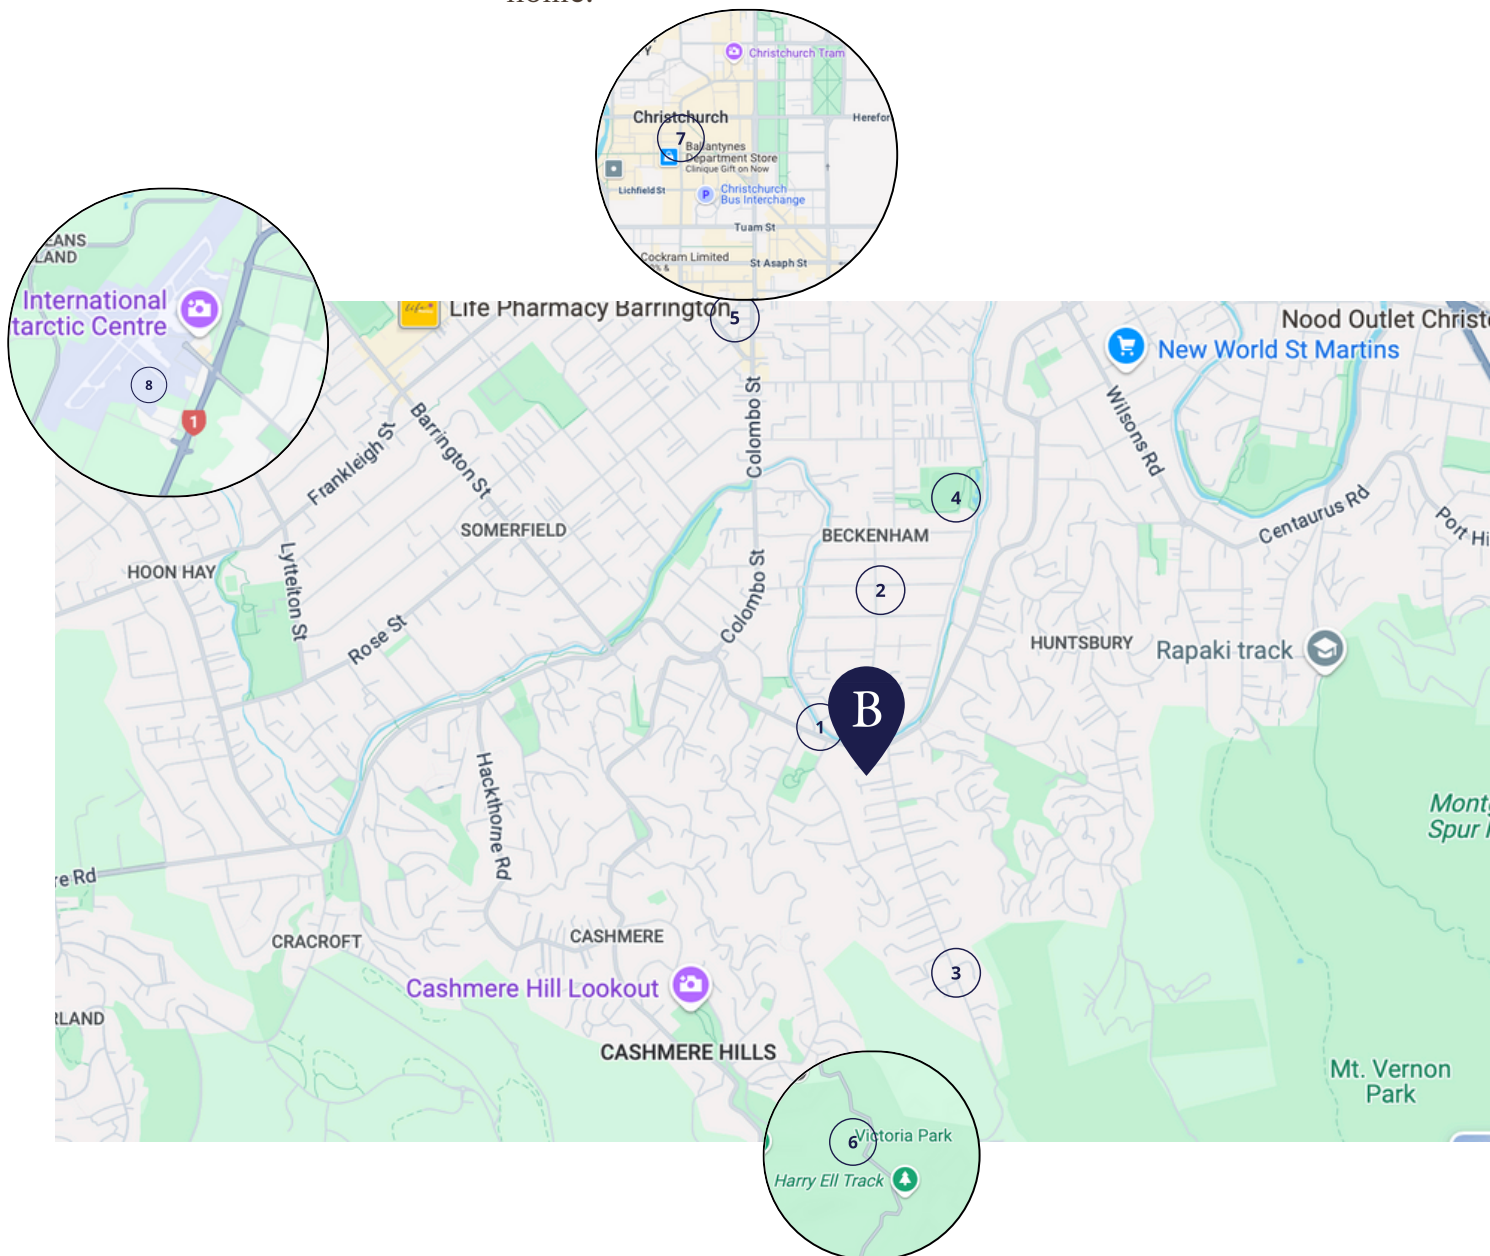 home.
Christchurch Tram
Y
Christchurch
Herefor
7
Ballantynes
Department Store
Clinique Gift on Now
Lichfield St
P
Christchurch
Bus Interchange
Tuam St
Cockram Limited
St Asaph St
EANS
LAND
International
tarctic Centre
8
1
Life Pharmacy Barrington
5
Nood Outlet Christ
New World St Martins
Colombo St
Wilsons Rd
Barrington St
Frankleigh St
4
Centaurus Rd
Port Hi
SOMERFIELD
BECKENHAM
HOON HAY
Lyttelton St
Colombo St
2
Rose St
HUNTSBURY
Rapaki track
B
1
Hackthorne Rd
Mont
Spur
re Rd
CRACROFT
CASHMERE
3
Cashmere Hill Lookout
RLAND
CASHMERE HILLS
Mt. Vernon
Park
6
Victoria Park
Harry Ell Track